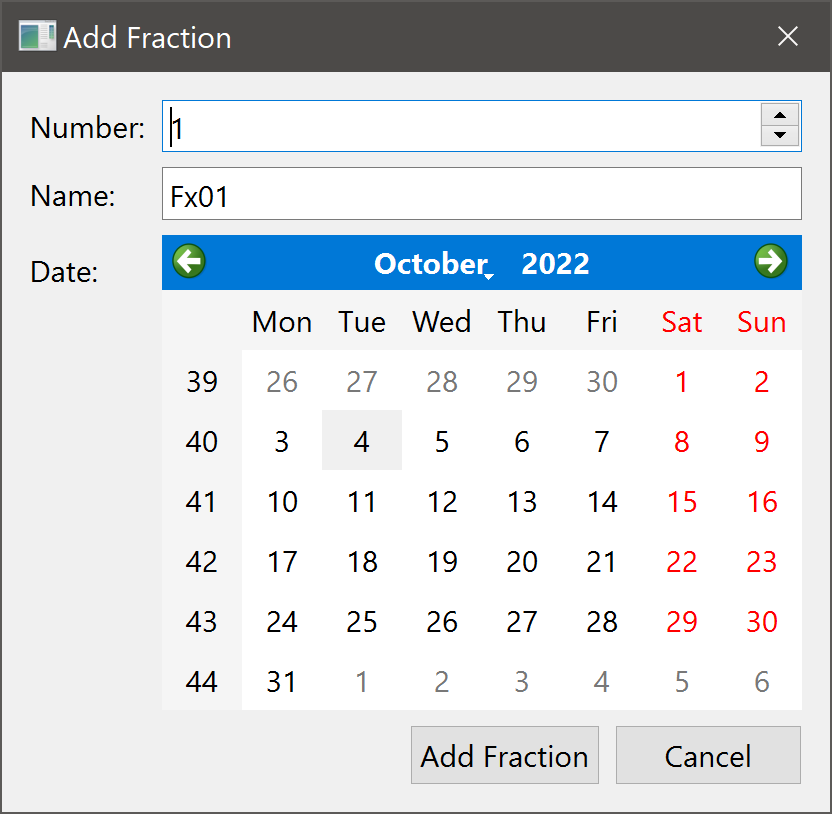 Add Fraction
Number: 1
Name: Fx01
Date: October 2022
Mon Tue Wed Thu Fri Sat Sun
39 26 27 28 29 30 1 2
40 3 4 5 6 7 8 9
41 10 11 12 13 14 15 16
42 17 18 19 20 21 22 23
43 24 25 26 27 28 29 30
44 31 1 2 3 4 5 6
Add Fraction Cancel